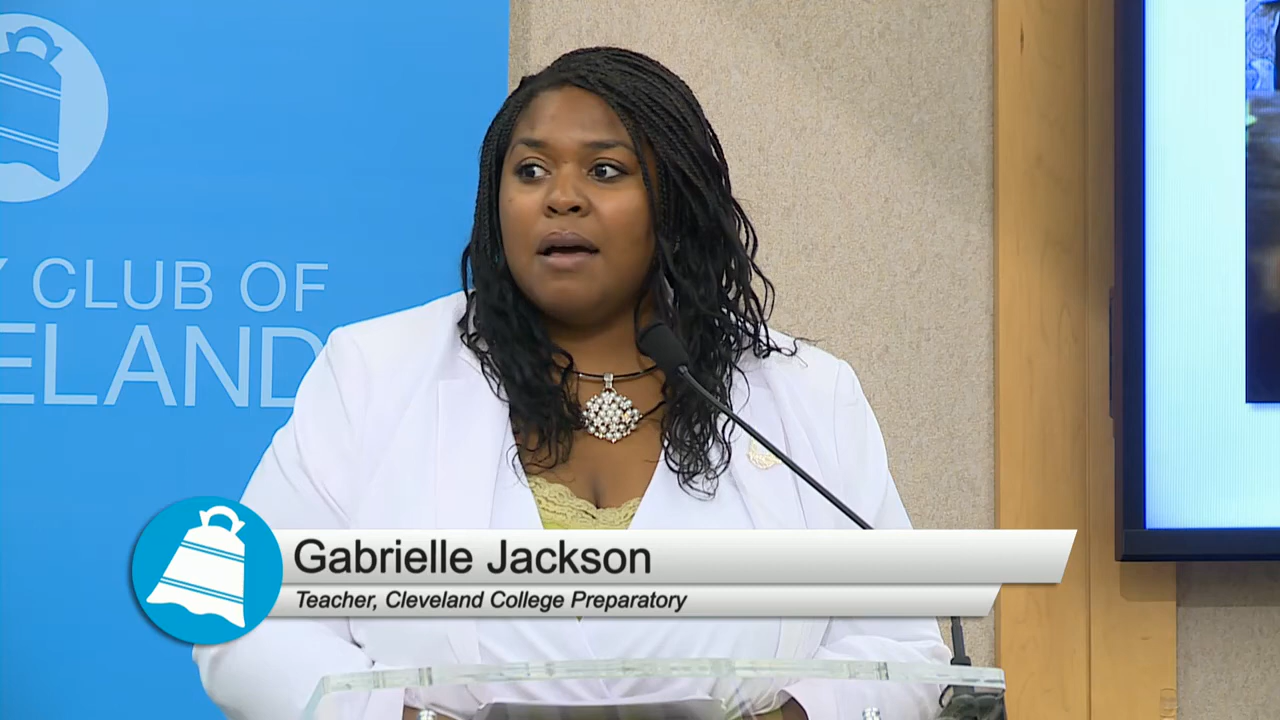 CLUB OF
ELAND
Gabrielle Jackson
Teacher, Cleveland College Preparatory